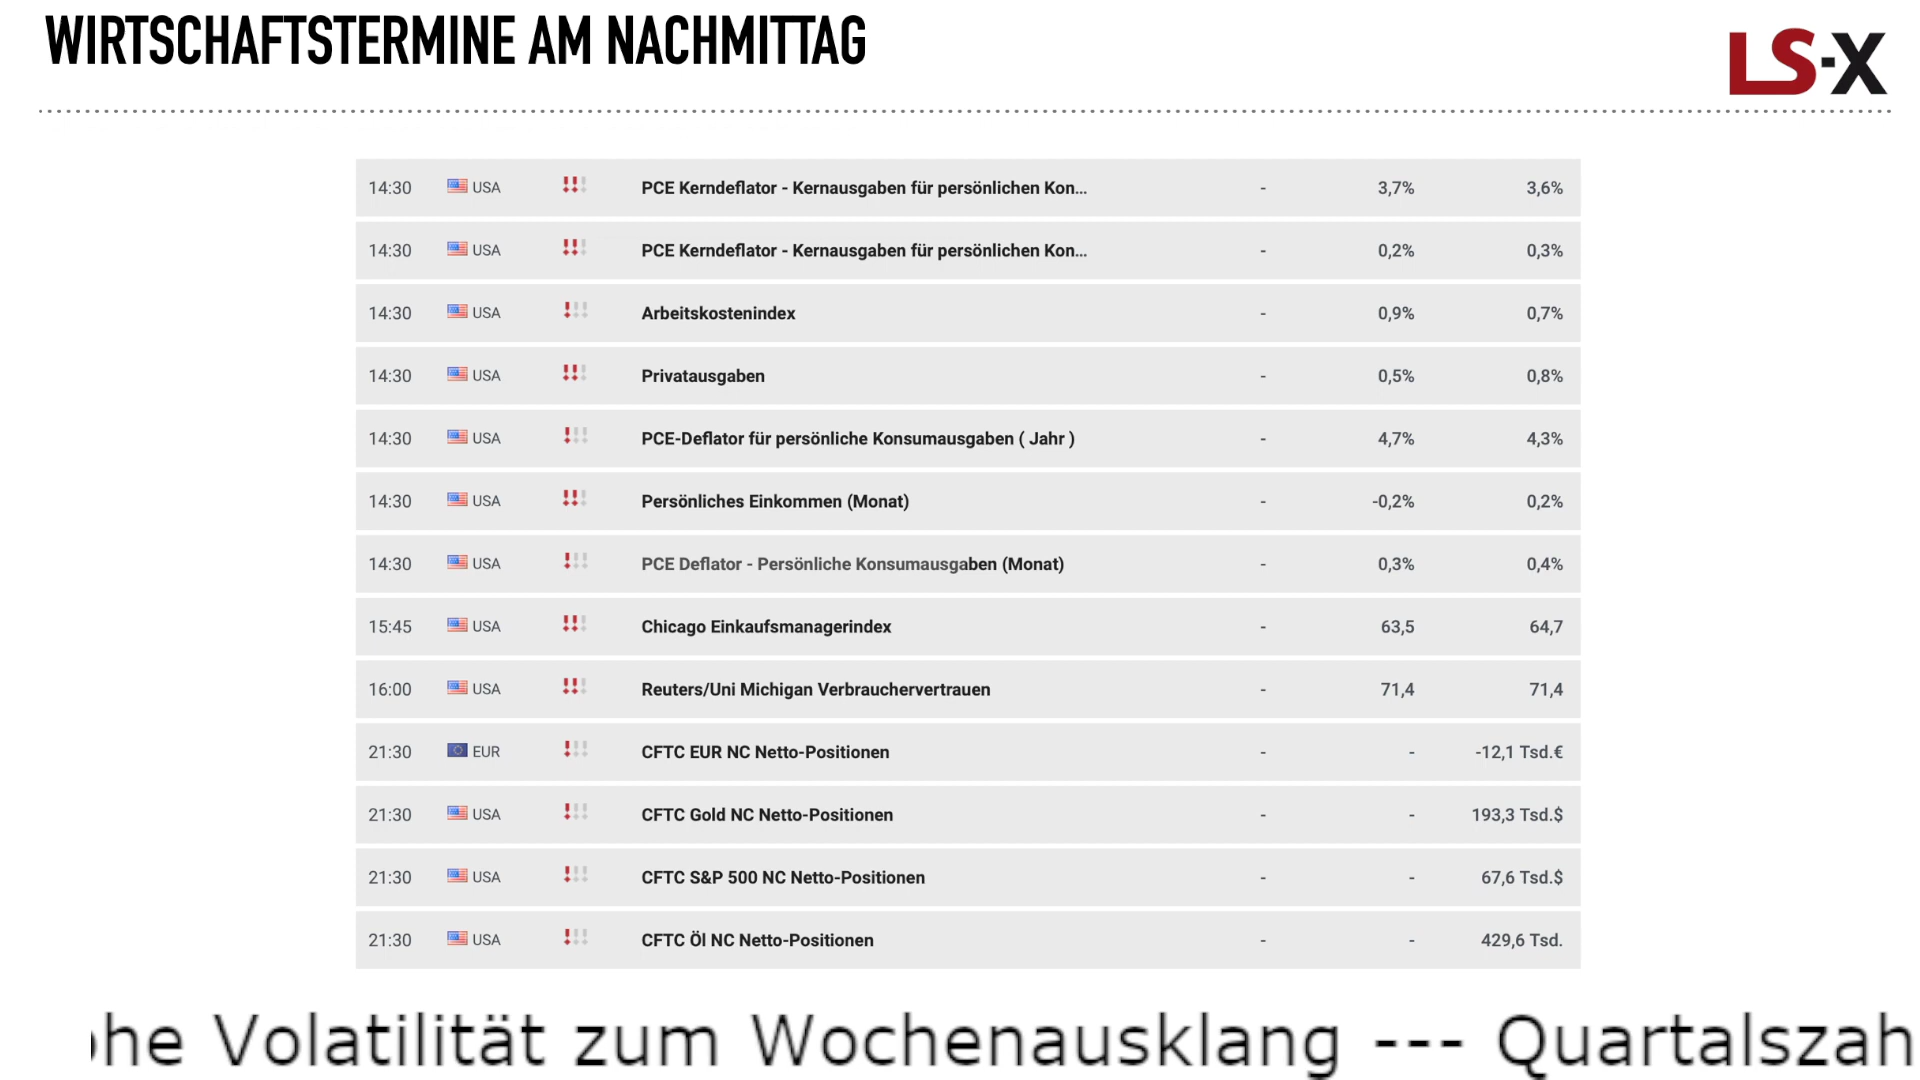 WIRTSCHAFTSTERMINE AM NACHMITTAG
LS-X
14:30 USA PCE Kerndeflator - Kernausgaben für persönlichen Kon... - 3,7% 3,6%
14:30 USA PCE Kerndeflator - Kernausgaben für persönlichen Kon... - 0,2% 0,3%
14:30 USA Arbeitskostenindex - 0,9% 0,7%
14:30 USA Privatausgaben - 0,5% 0,8%
14:30 USA PCE-Deflator für persönliche Konsumausgaben ( Jahr ) - 4,7% 4,3%
14:30 USA Persönliches Einkommen (Monat) - -0,2% 0,2%
14:30 USA PCE Deflator - Persönliche Konsumausgaben (Monat) - 0,3% 0,4%
15:45 USA Chicago Einkaufsmanagerindex - 63,5 64,7
16:00 USA Reuters/Uni Michigan Verbrauchervertrauen - 71,4 71,4
21:30 EUR CFTC EUR NC Netto-Positionen - - -12,1 Tsd.€
21:30 USA CFTC Gold NC Netto-Positionen - - 193,3 Tsd.$
21:30 USA CFTC S&P 500 NC Netto-Positionen - - 67,6 Tsd.$
21:30 USA CFTC Öl NC Netto-Positionen - - 429,6 Tsd.
he Volatilität zum Wochenausklang --- Quartalszah